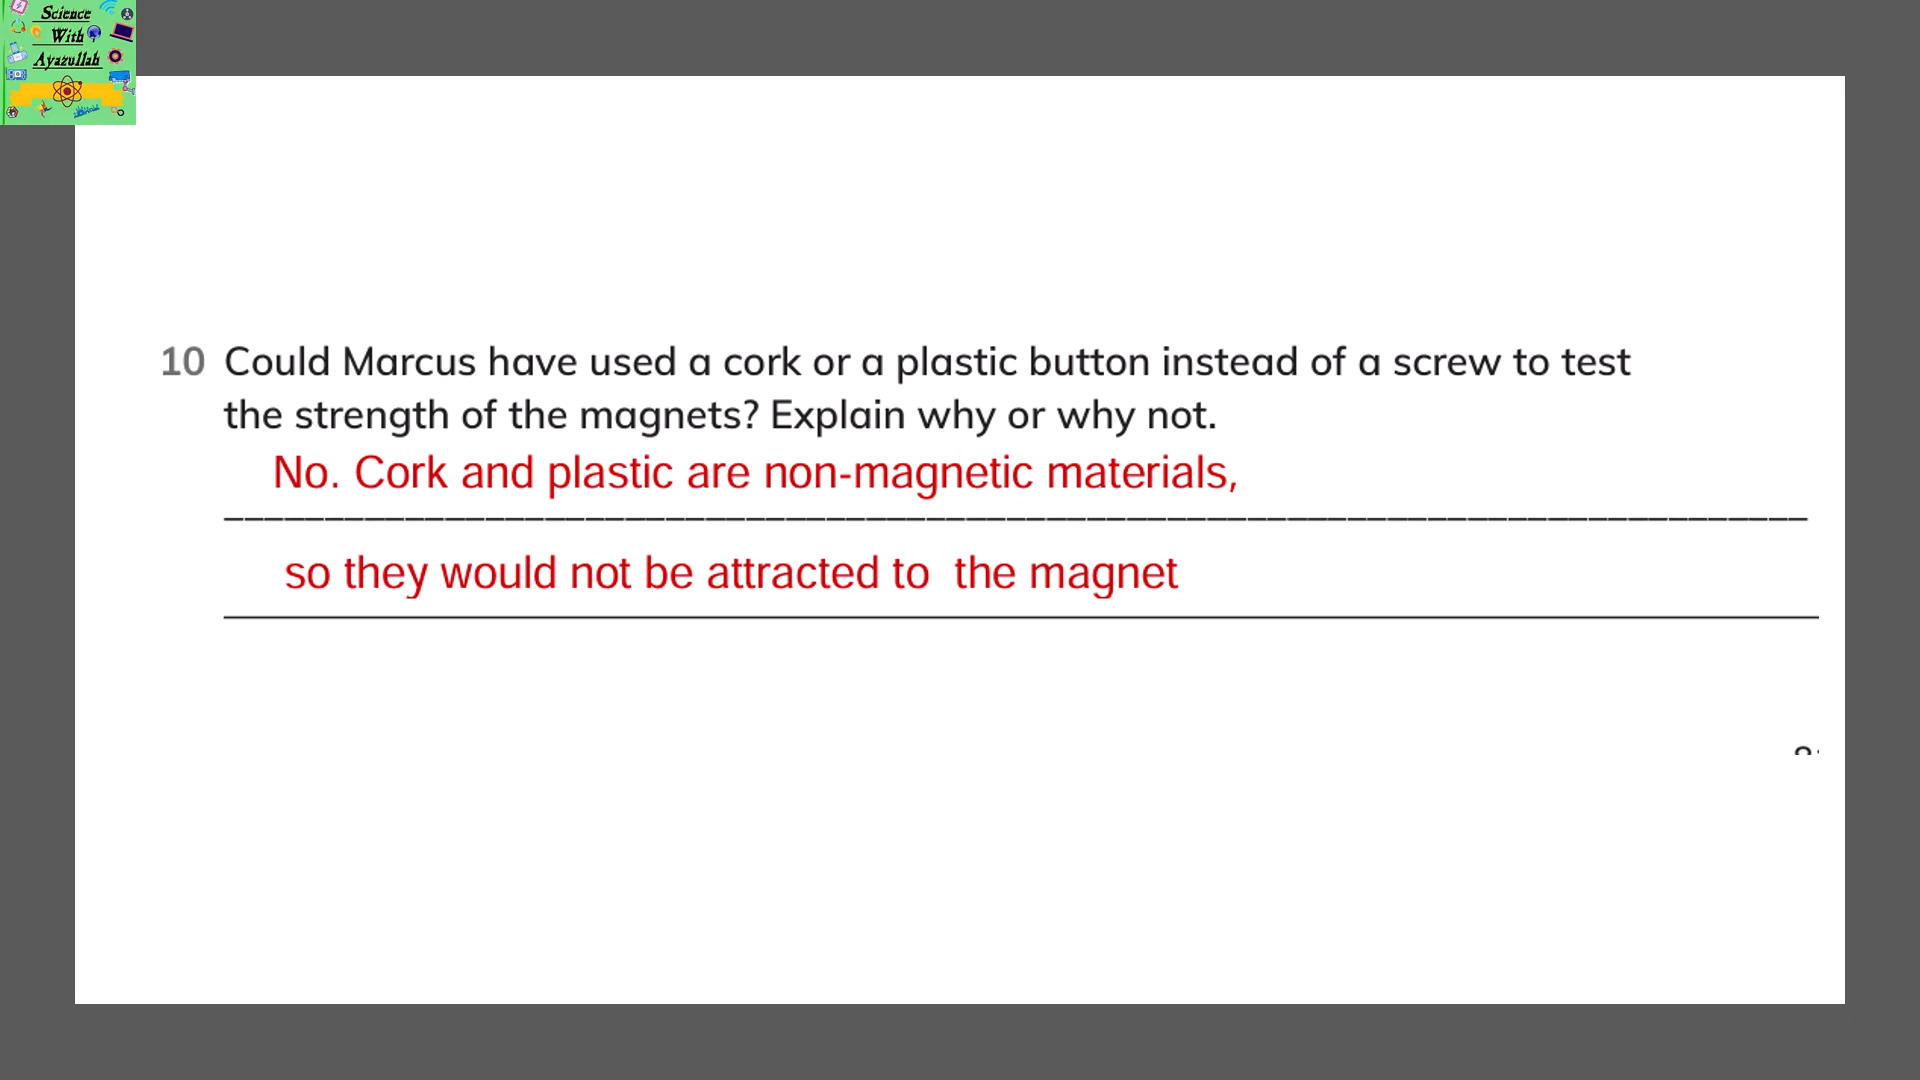 Science
With
Ayazullah
10 Could Marcus have used a cork or a plastic button instead of a screw to test
the strength of the magnets? Explain why or why not.
No. Cork and plastic are non-magnetic materials,
so they would not be attracted to the magnet